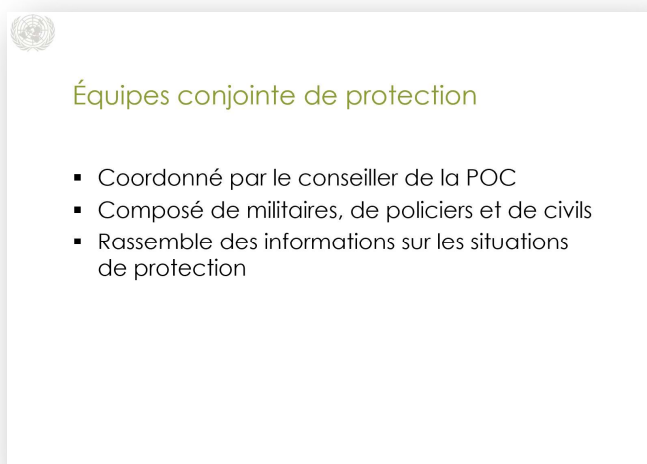 Équipes conjointe de protection
▪ Coordonné par le conseiller de la POC
▪ Composé de militaires, de policiers et de civils
▪ Rassemble des informations sur les situations
de protection